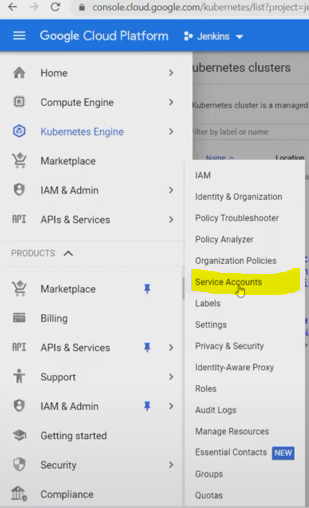 console.cloud.google.com/kubernetes/list?project=je
Google Cloud Platform
Jenkins
Home
Compute Engine
Kubernetes Engine
Marketplace
IAM & Admin
API APIs & Services
PRODUCTS
Marketplace
Billing
API APIs & Services
Support
IAM & Admin
Getting started
Security
Compliance
ubernetes clusters
Kubernetes cluster is a managed
ilter by label or name
Name
Location
IAM
Identity & Organization
Policy Troubleshooter
Policy Analyzer
Organization Policies
Service Accounts
Labels
Settings
Privacy & Security
Identity-Aware Proxy
Roles
Audit Logs
Manage Resources
Essential Contacts NEW
Groups
Quotas